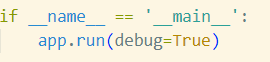 if __name__ == '__main__':
    app.run(debug=True)